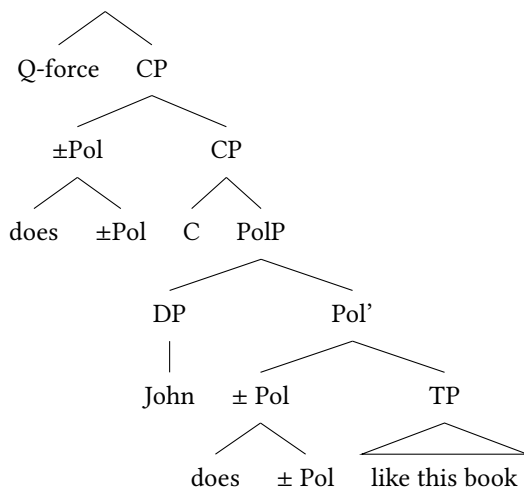 Q-force CP
±Pol CP
does ±Pol C PolP
DP Pol’
John ± Pol TP
does ± Pol like this book